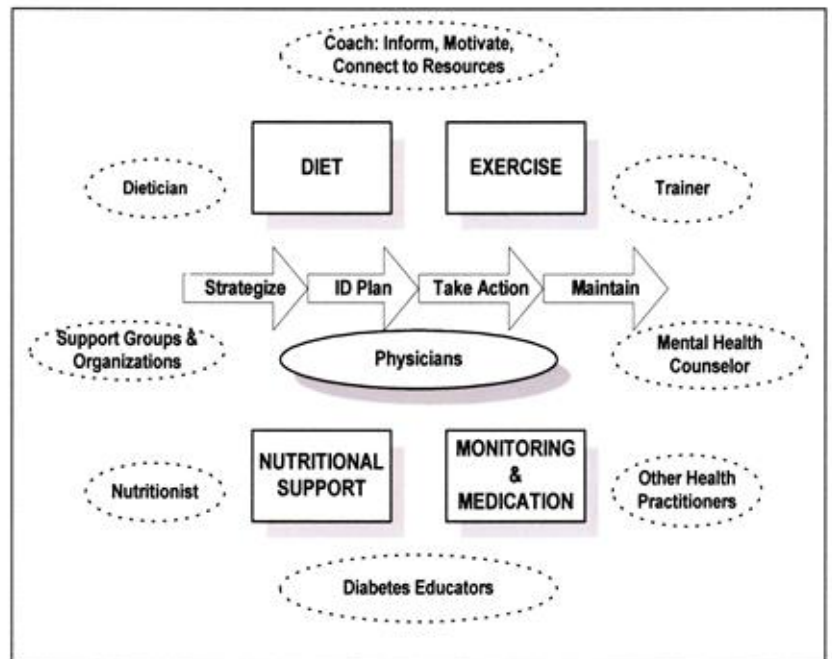 Coach: Inform, Motivate,
Connect to Resources
DIET
EXERCISE
Dietician
Trainer
Strategize
ID Plan
Take Action
Maintain
Support Groups &
Organizations
Physicians
Mental Health
Counselor
NUTRITIONAL
SUPPORT
MONITORING
&
MEDICATION
Nutritionist
Other Health
Practitioners
Diabetes Educators